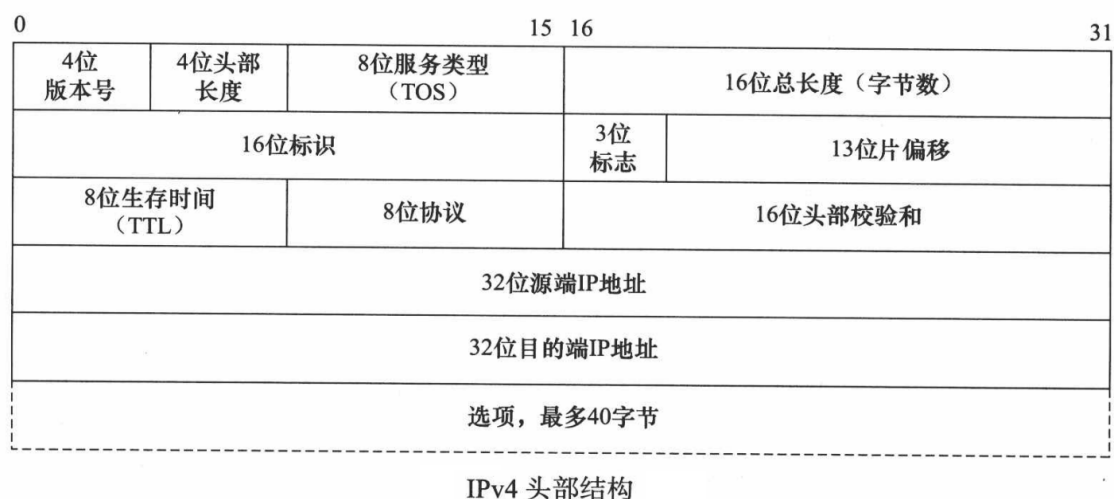 0 15 16 31
4位 4位头部 8位服务类型 16位总长度（字节数）
版本号 长度 （TOS）
16位标识 3位 13位片偏移
标志
8位生存时间 8位协议 16位头部校验和
（TTL）
32位源端IP地址
32位目的端IP地址
选项，最多40字节
IPv4 头部结构